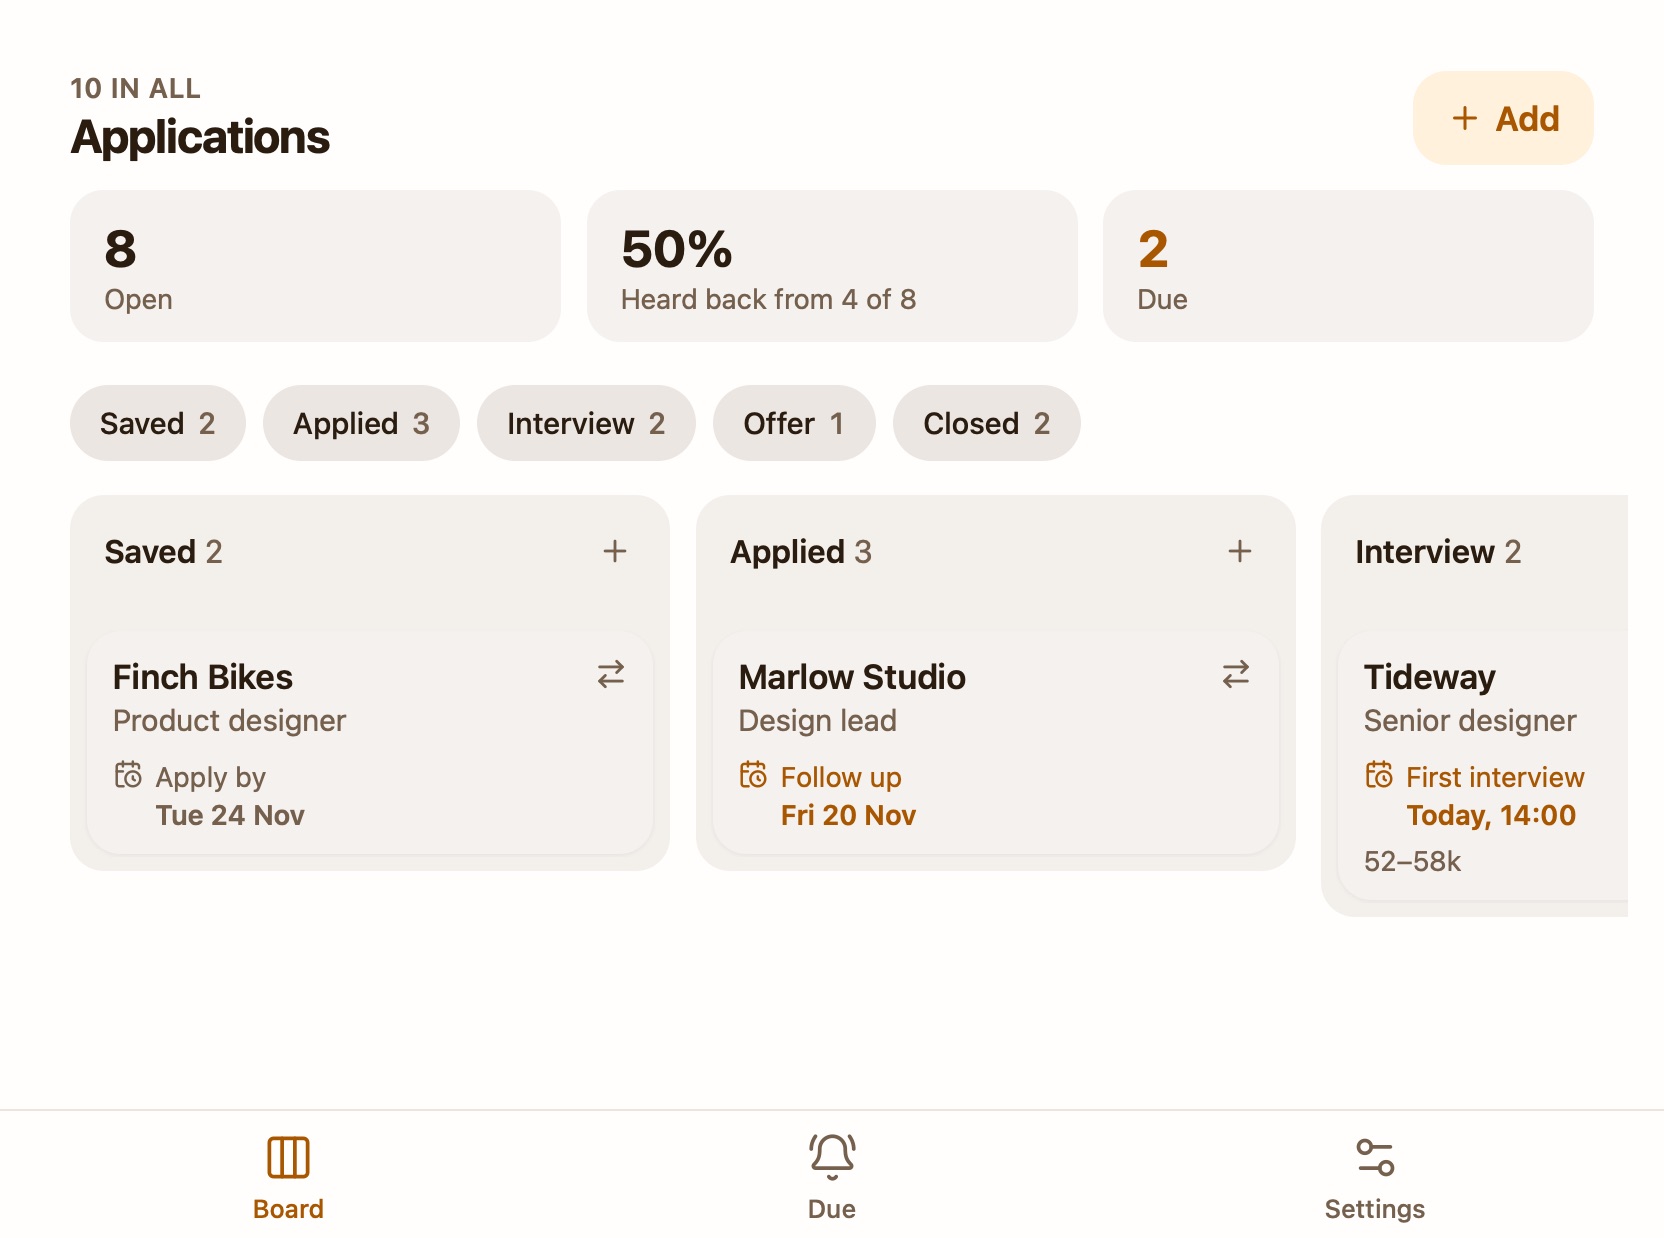 10 IN ALL
Applications
Add
8
Open
50%
Heard back from 4 of 8
2
Due
Saved 2
Applied 3
Interview 2
Offer 1
Closed 2
Saved 2
Finch Bikes
Product designer
Apply by
Tue 24 Nov
Applied 3
Marlow Studio
Design lead
Follow up
Fri 20 Nov
Interview 2
Tideway
Senior designer
First interview
Today, 14:00
52–58k
Board
Due
Settings